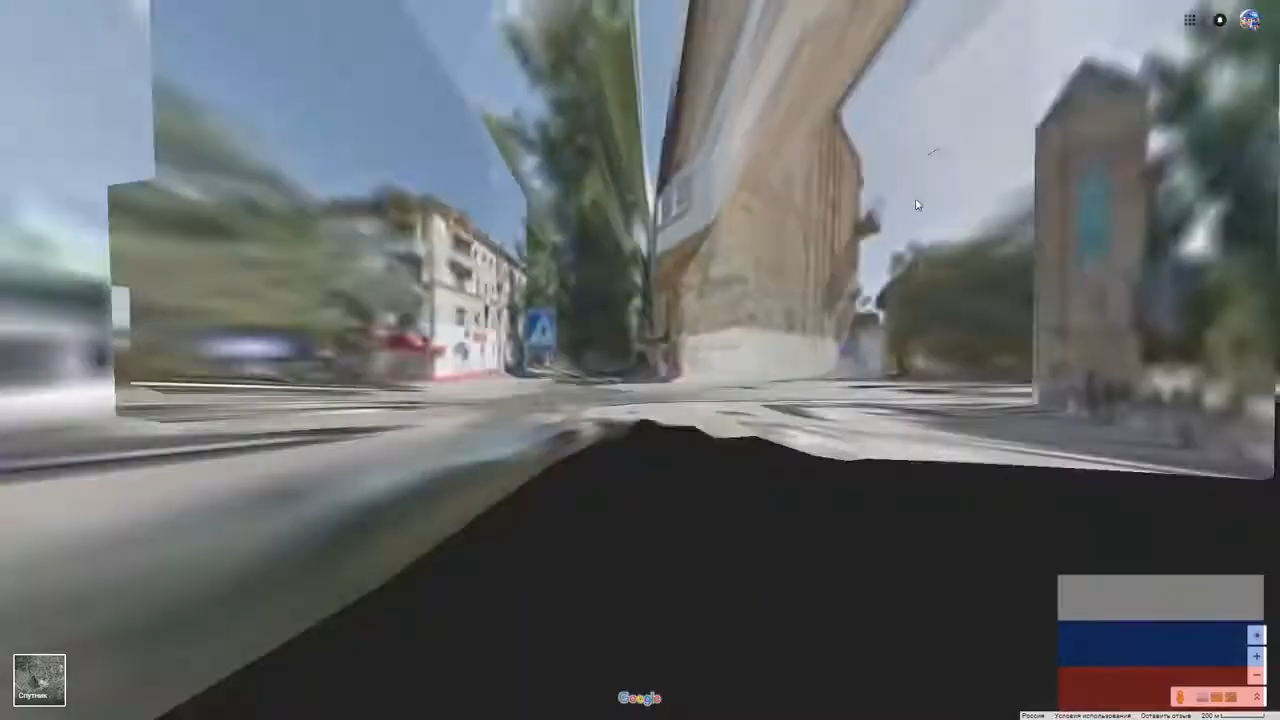 Спутник
Google
Россия Условия использования Оставить отзыв 200 м